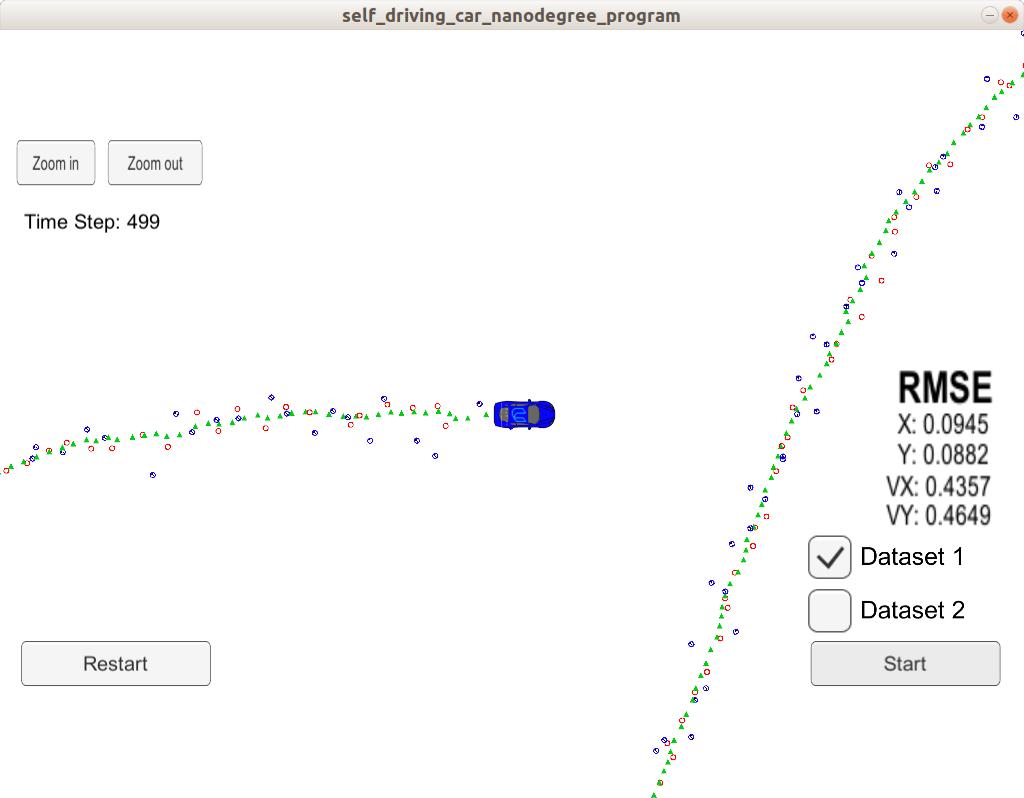 self_driving_car_nanodegree_program
Zoom in
Zoom out
Time Step: 499
RMSE
X: 0.0945
Y: 0.0882
VX: 0.4357
VY: 0.4649
Dataset 1
Dataset 2
Restart
Start